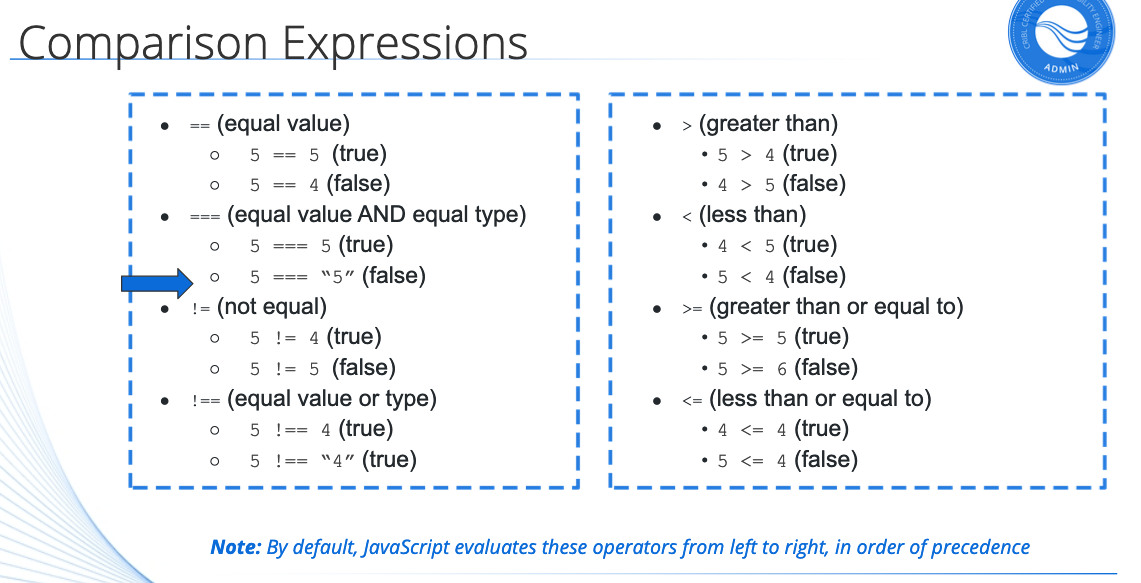 Comparison Expressions
ADMIN
● == (equal value)
○ 5 == 5 (true)
○ 5 == 4 (false)
● === (equal value AND equal type)
○ 5 === 5 (true)
○ 5 === “5” (false)
● != (not equal)
○ 5 != 4 (true)
○ 5 != 5 (false)
● !== (equal value or type)
○ 5 !== 4 (true)
○ 5 !== “4” (true)
● > (greater than)
• 5 > 4 (true)
• 4 > 5 (false)
● < (less than)
• 4 < 5 (true)
• 5 < 4 (false)
● >= (greater than or equal to)
• 5 >= 5 (true)
• 5 >= 6 (false)
● <= (less than or equal to)
• 4 <= 4 (true)
• 5 <= 4 (false)
Note: By default, JavaScript evaluates these operators from left to right, in order of precedence